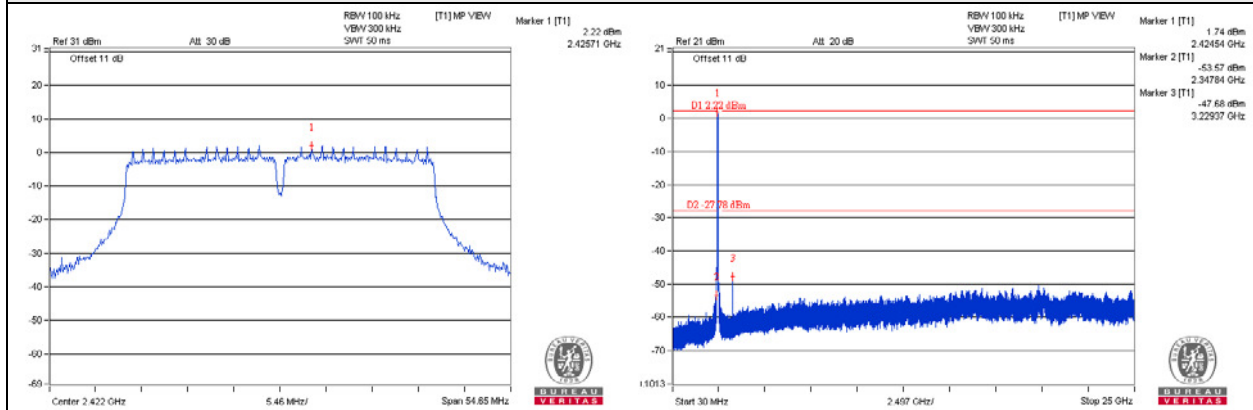 RBW 100 kHz
VBW 300 kHz
SWT 50 ms
[T1] MP VIEW
Marker 1 [T1]
2.22 dBm
2.42571 GHz
Ref 31 dBm
Att 30 dB
Offset 11 dB
31
20
10
0
-10
-20
-30
-40
-50
-60
-69
1
Center 2.422 GHz
5.46 MHz/
Span 54.65 MHz
BUREAU
VERITAS
RBW 100 kHz
VBW 300 kHz
SWT 50 ms
[T1] MP VIEW
Marker 1 [T1]
1.74 dBm
2.42454 GHz
Marker 2 [T1]
-53.57 dBm
2.34784 GHz
Marker 3 [T1]
-47.68 dBm
3.22937 GHz
Ref 21 dBm
Att 20 dB
Offset 11 dB
21
10
0
-10
-20
-30
-40
-50
-60
-70
1.1013
1
D1 2.22 dBm
D2 -27.78 dBm
2
3
Start 30 MHz
2.497 GHz/
Stop 25 GHz
BUREAU
VERITAS